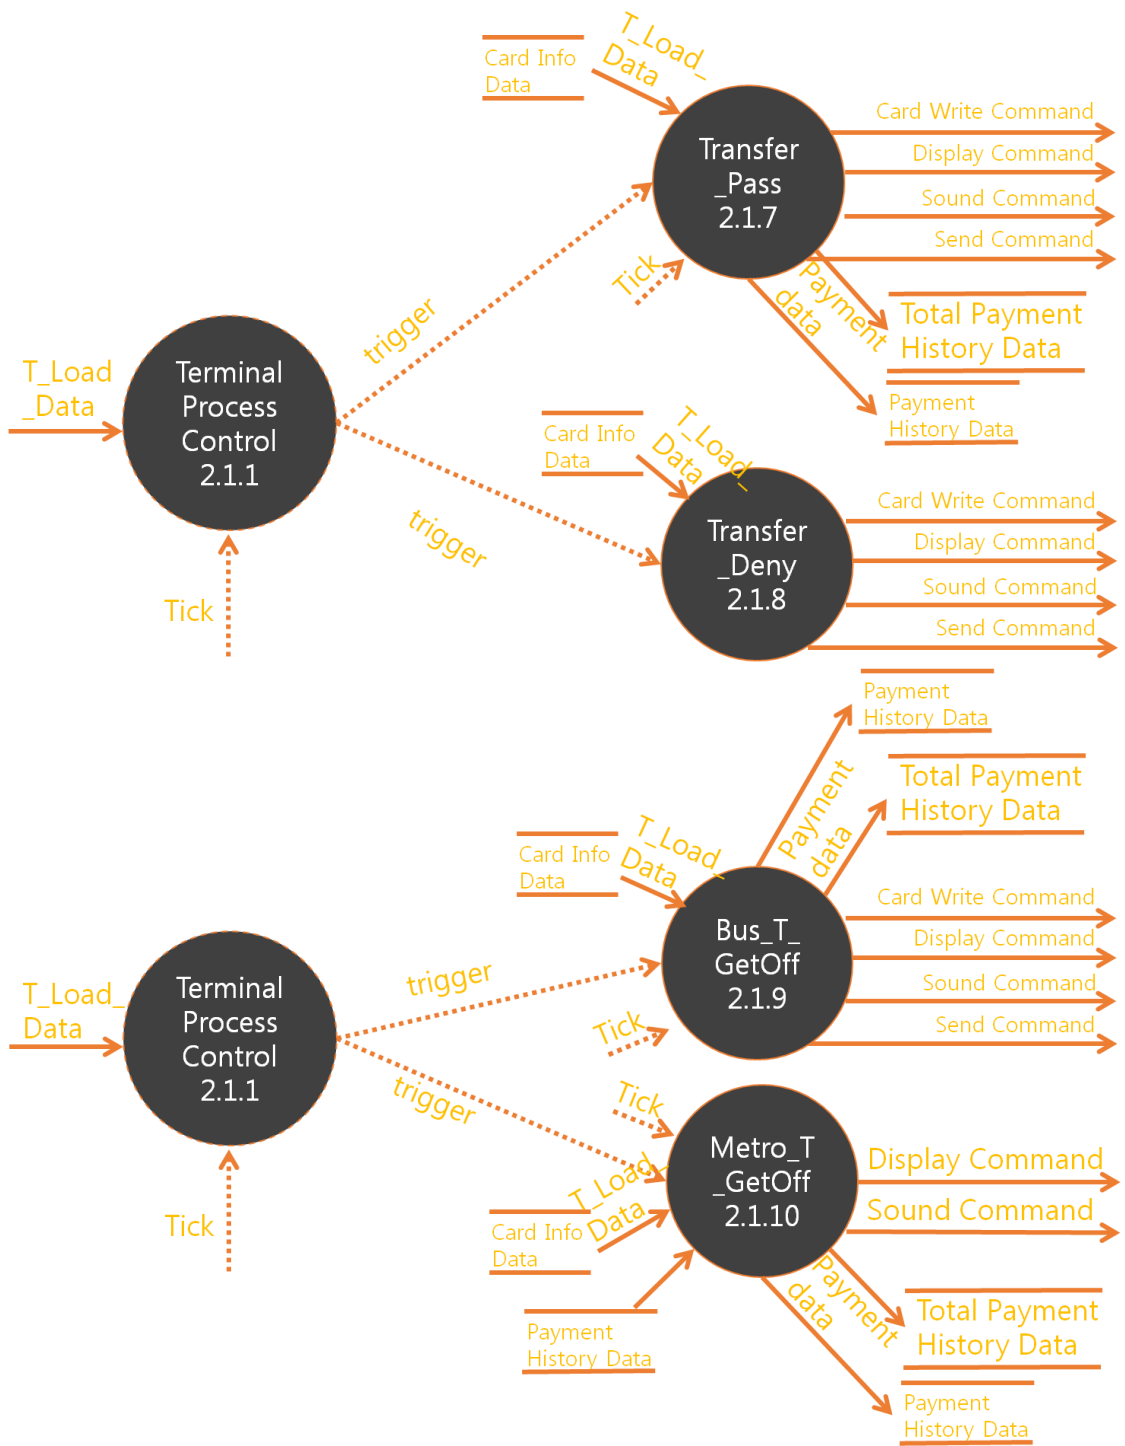 Card Info
Data
T_Load_
Data
Transfer
_Pass
2.1.7
Card Write Command
Display Command
Sound Command
Send Command
Tick
Payment
data
Total Payment
History Data
Payment
History Data
trigger
T_Load
_Data
Terminal
Process
Control
2.1.1
Tick
trigger
Card Info
Data
T_Load_
Data
Transfer
_Deny
2.1.8
Card Write Command
Display Command
Sound Command
Send Command
Payment
History Data
Total Payment
History Data
Payment
data
Card Info
Data
T_Load_
Data
Bus_T_
GetOff
2.1.9
Card Write Command
Display Command
Sound Command
Send Command
Tick
trigger
T_Load_
Data
Terminal
Process
Control
2.1.1
Tick
trigger
Tick
T_Load_
Data
Card Info
Data
Payment
History Data
Metro_T
_GetOff
2.1.10
Display Command
Sound Command
Payment
data
Total Payment
History Data
Payment
History Data